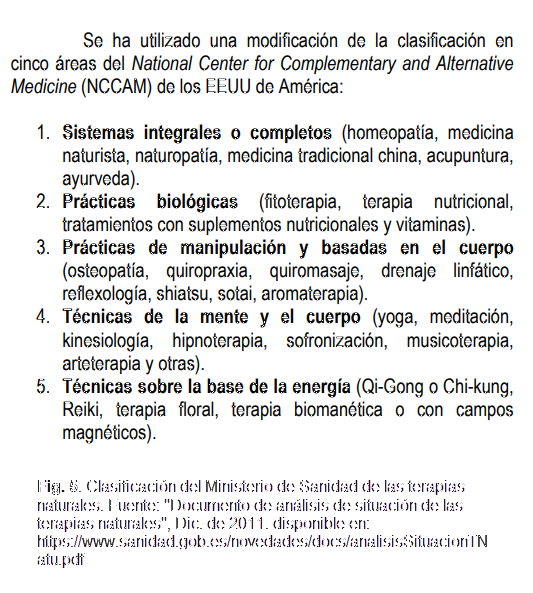 Se ha utilizado una modificación de la clasificación en
cinco áreas del National Center for Complementary and Alternative
Medicine (NCCAM) de los EEUU de América:
1. Sistemas integrales o completos (homeopatía, medicina
naturista, naturopatía, medicina tradicional china, acupuntura,
ayurveda).
2. Prácticas biológicas (fitoterapia, terapia nutricional,
tratamientos con suplementos nutricionales y vitaminas).
3. Prácticas de manipulación y basadas en el cuerpo
(osteopatía, quiropraxia, quiromasaje, drenaje linfático,
reflexología, shiatsu, sotai, aromaterapia).
4. Técnicas de la mente y el cuerpo (yoga, meditación,
kinesiología, hipnoterapia, sofronización, musicoterapia,
arteterapia y otras).
5. Técnicas sobre la base de la energía (Qi-Gong o Chi-kung,
Reiki, terapia floral, terapia biomanética o con campos
magnéticos).
Fig. 6. Clasificación del Ministerio de Sanidad de las terapias
naturales. Fuente: "Documento de análisis de situación de las
terapias naturales", Dic. de 2011. disponible en:
https://www.sanidad.gob.es/novedades/docs/analisisSituacionTN
atu.pdf